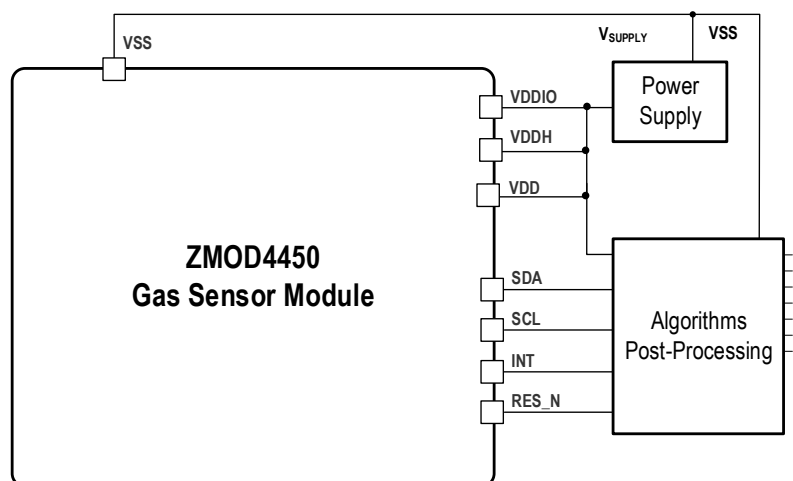 VSS
VSUPPLY
VSS
Power
Supply
VDDIO
VDDH
VDD
ZMOD4450
Gas Sensor Module
SDA
SCL
INT
RES_N
Algorithms
Post-Processing